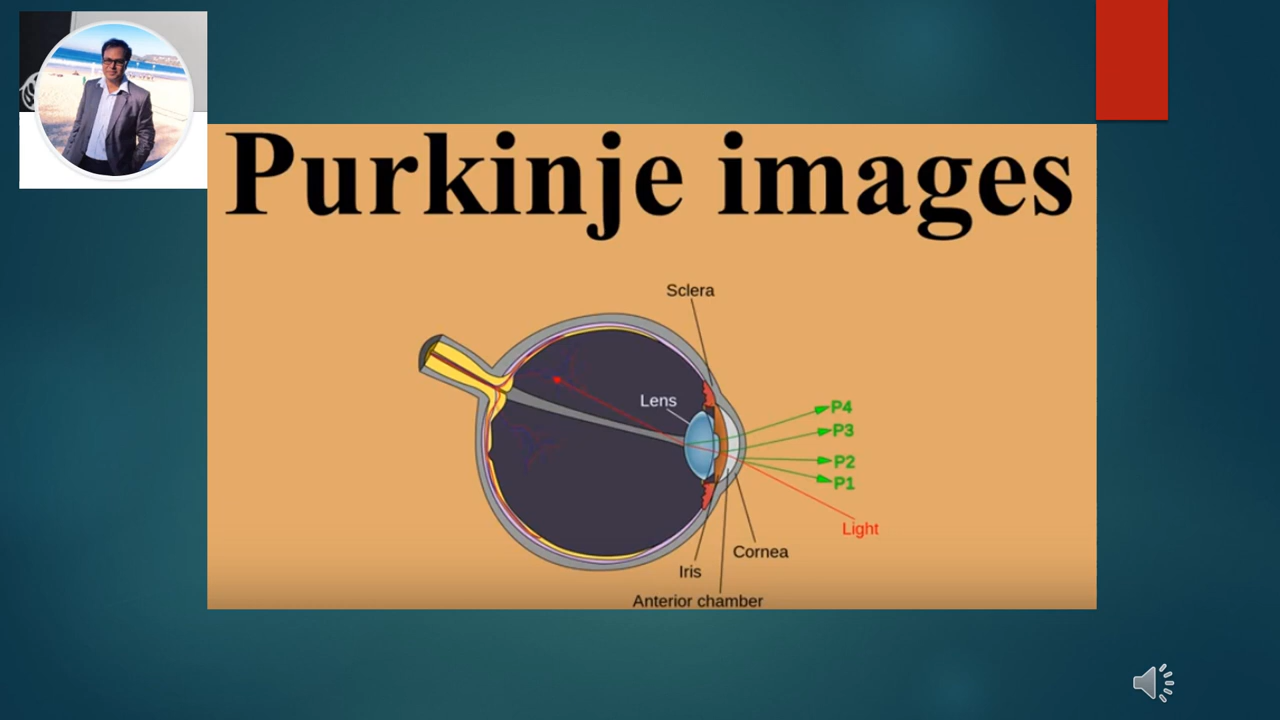 Purkinje images
Sclera
Lens
P4
P3
P2
P1
Light
Cornea
Iris
Anterior chamber